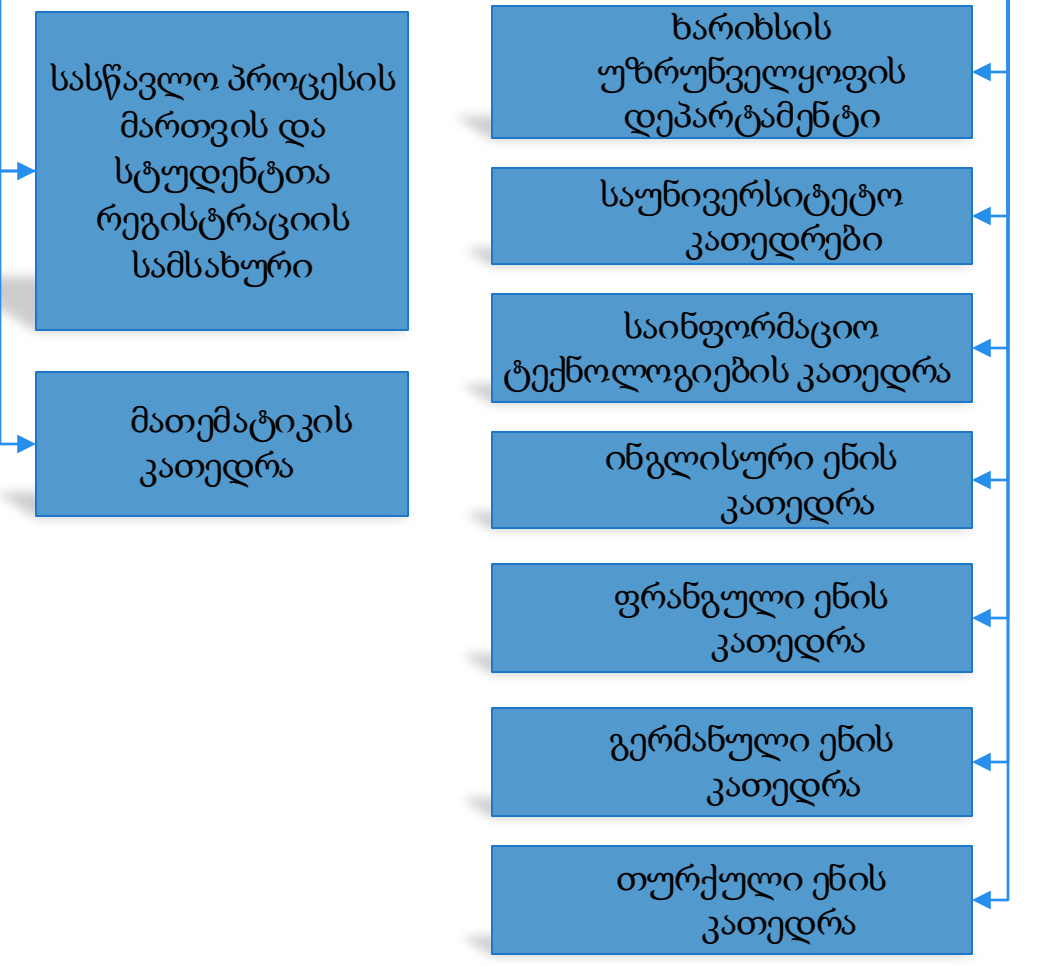 სასწავლო პროცესის
მართვის და
სტუდენტთა
რეგისტრაციის
სამსახური
მათემატიკის
კათედრა
ხარიხსის
უზრუნველყოფის
დეპარტამენტი
საუნივერსიტეტო
კათედრები
საინფორმაციო
ტექნოლოგიების კათედრა
ინგლისური ენის
კათედრა
ფრანგული ენის
კათედრა
გერმანული ენის
კათედრა
თურქული ენის
კათედრა